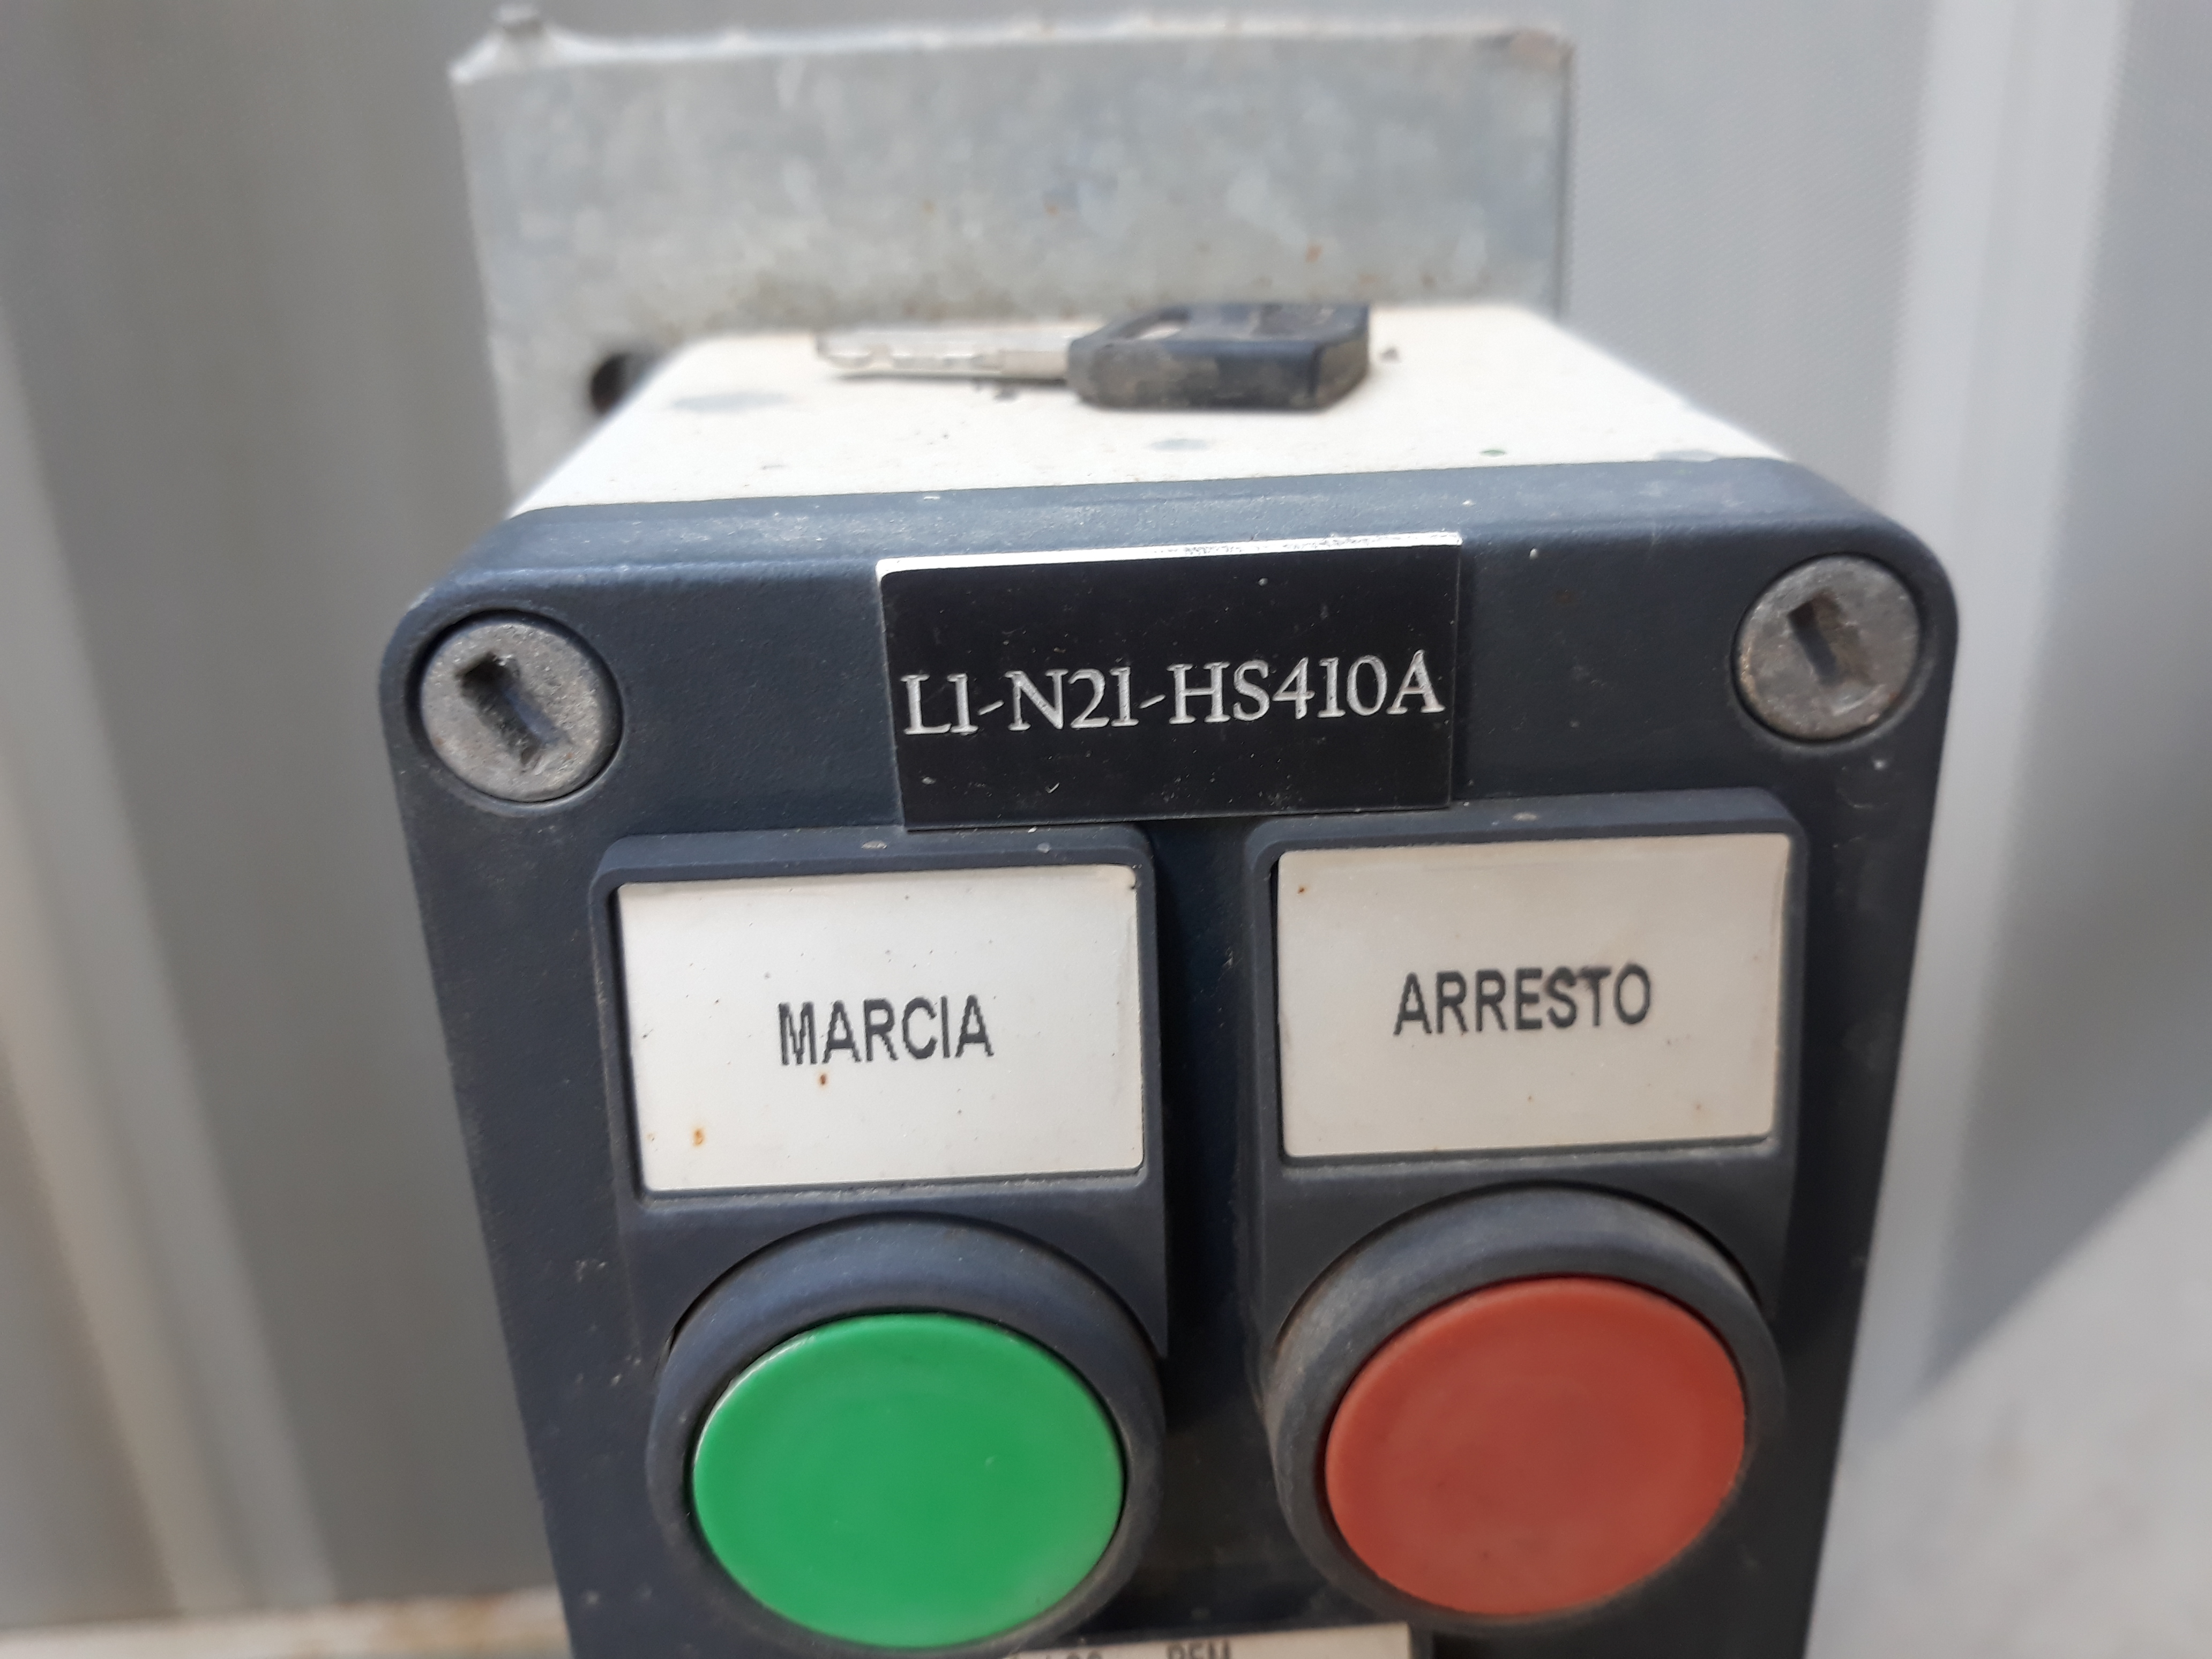 L1-N21-HS410A
MARCIA
ARRESTO